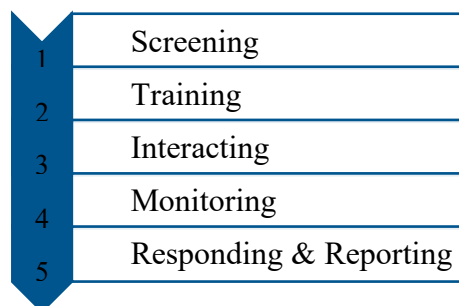 1 Screening
2 Training
3 Interacting
4 Monitoring
5 Responding & Reporting